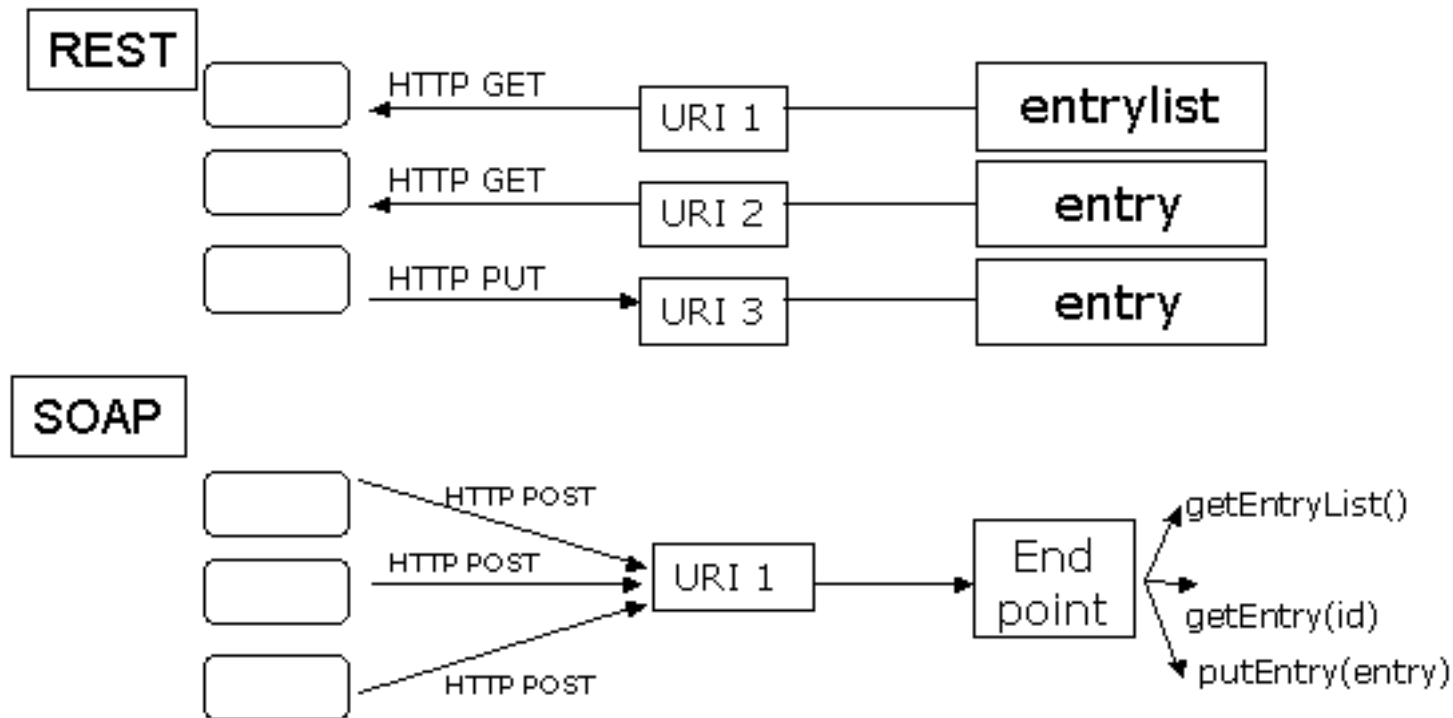 REST
HTTP GET
URI 1
entrylist
HTTP GET
URI 2
entry
HTTP PUT
URI 3
entry
SOAP
HTTP POST
HTTP POST
HTTP POST
URI 1
End
point
getEntryList()
getEntry(id)
putEntry(entry)